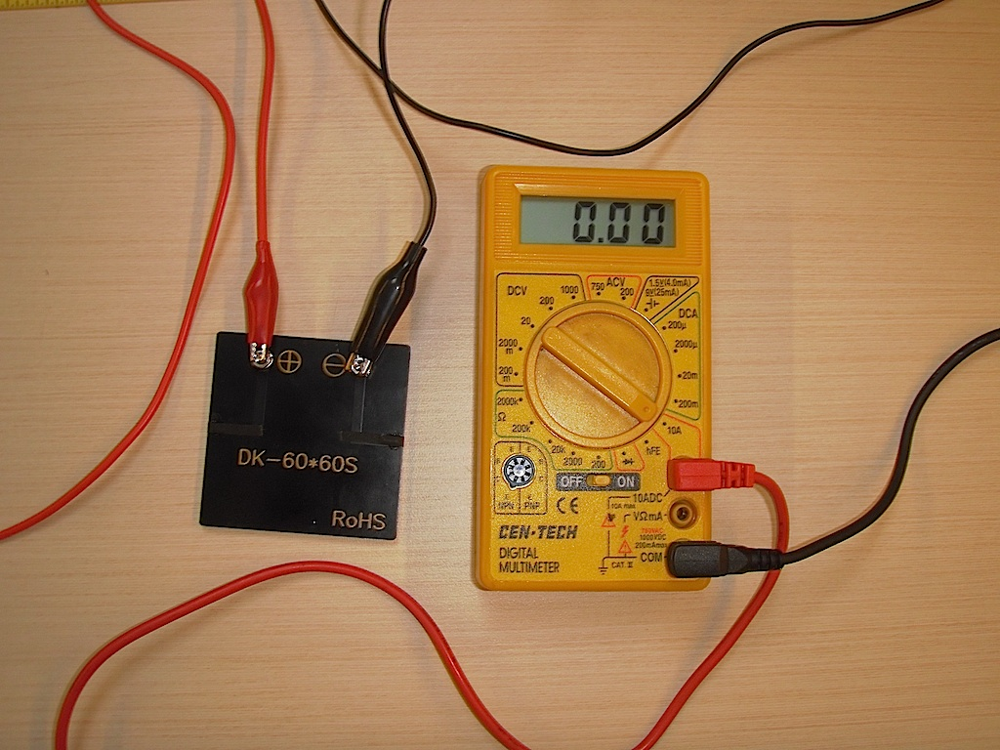 0.00
DCV
1000
750
ACV
200
1.5V(4.0mA)
9V(25mA)
200
DCA
20
200µ
2000
m
2000µ
200
m
20m
2000k
200m
Ω
200k
10A
20k
2000
200
hFE
OFF ON
NPN PNP
10ADC
10A max
VΩmA
CE
750VAC
1000VDC
200mAmax
COM
CAT. II
CEN-TECH
DIGITAL
MULTIMETER
DK-60*60S
RoHS